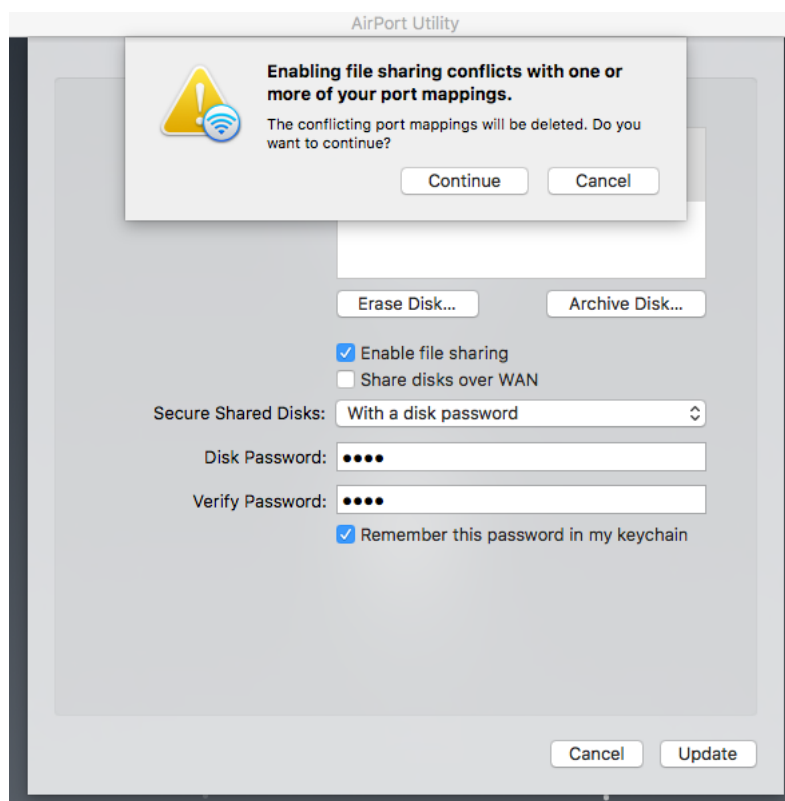 AirPort Utility
Enabling file sharing conflicts with one or
more of your port mappings.
The conflicting port mappings will be deleted. Do you
want to continue?
Continue
Cancel
Erase Disk...
Archive Disk...
Enable file sharing
Share disks over WAN
Secure Shared Disks: With a disk password
Disk Password: ••••
Verify Password: ••••
Remember this password in my keychain
Cancel
Update